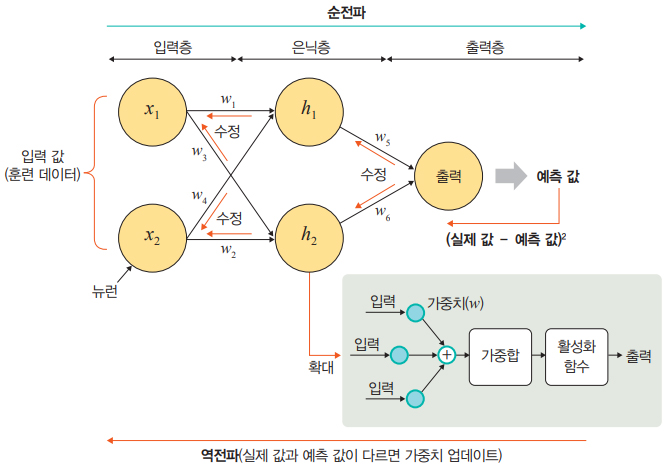 순전파
입력층
은닉층
출력층
입력 값
(훈련 데이터)
x1
x2
뉴런
w1
수정
w3
w4
수정
w2
h1
h2
w5
수정
w6
출력
예측 값
(실제 값 - 예측 값)²
확대
입력
가중치(w)
입력
입력
+
가중합
활성화
함수
출력
역전파(실제 값과 예측 값이 다르면 가중치 업데이트)